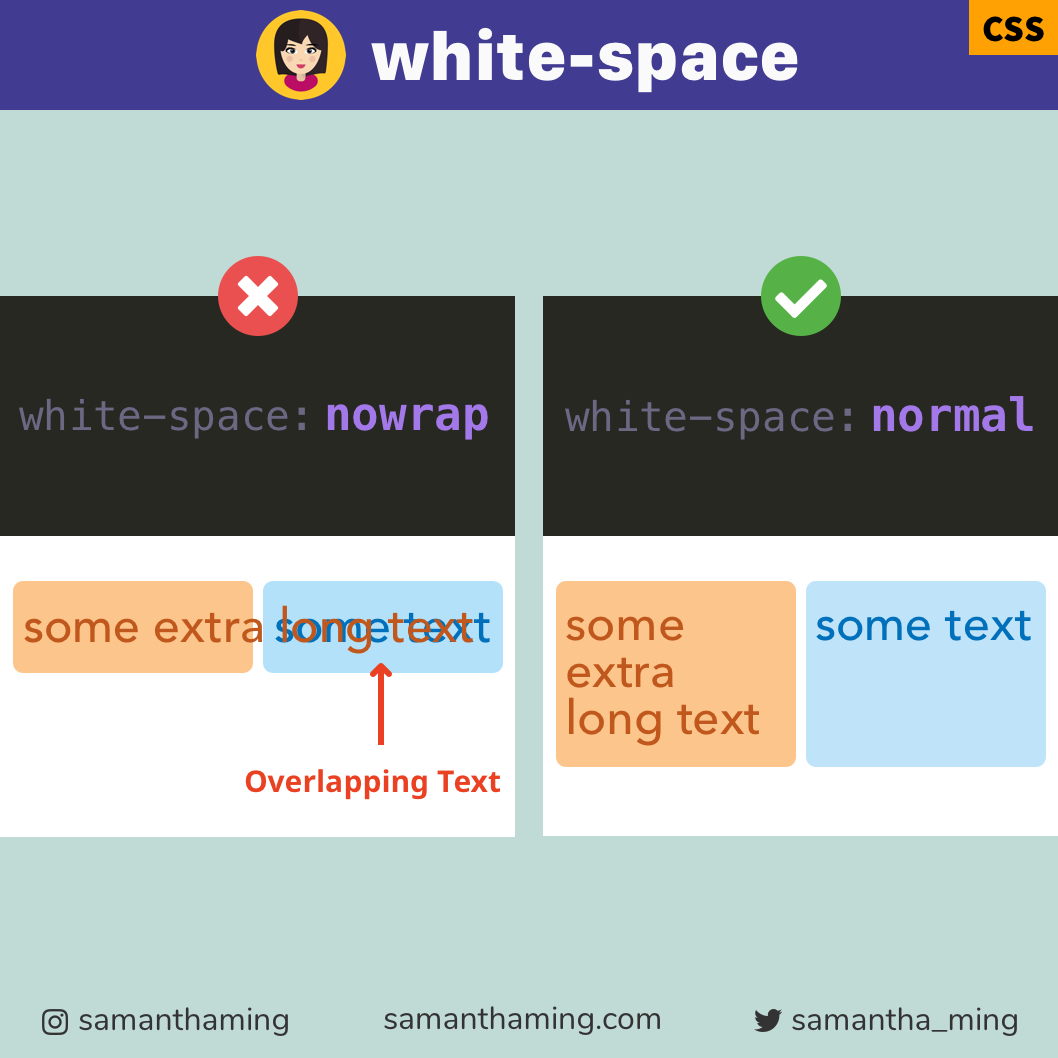 white-space
CSS
white-space: nowrap
some extra long text
some text
Overlapping Text
white-space: normal
some
extra
long text
some text
samanthaming
samanthaming.com
samantha_ming